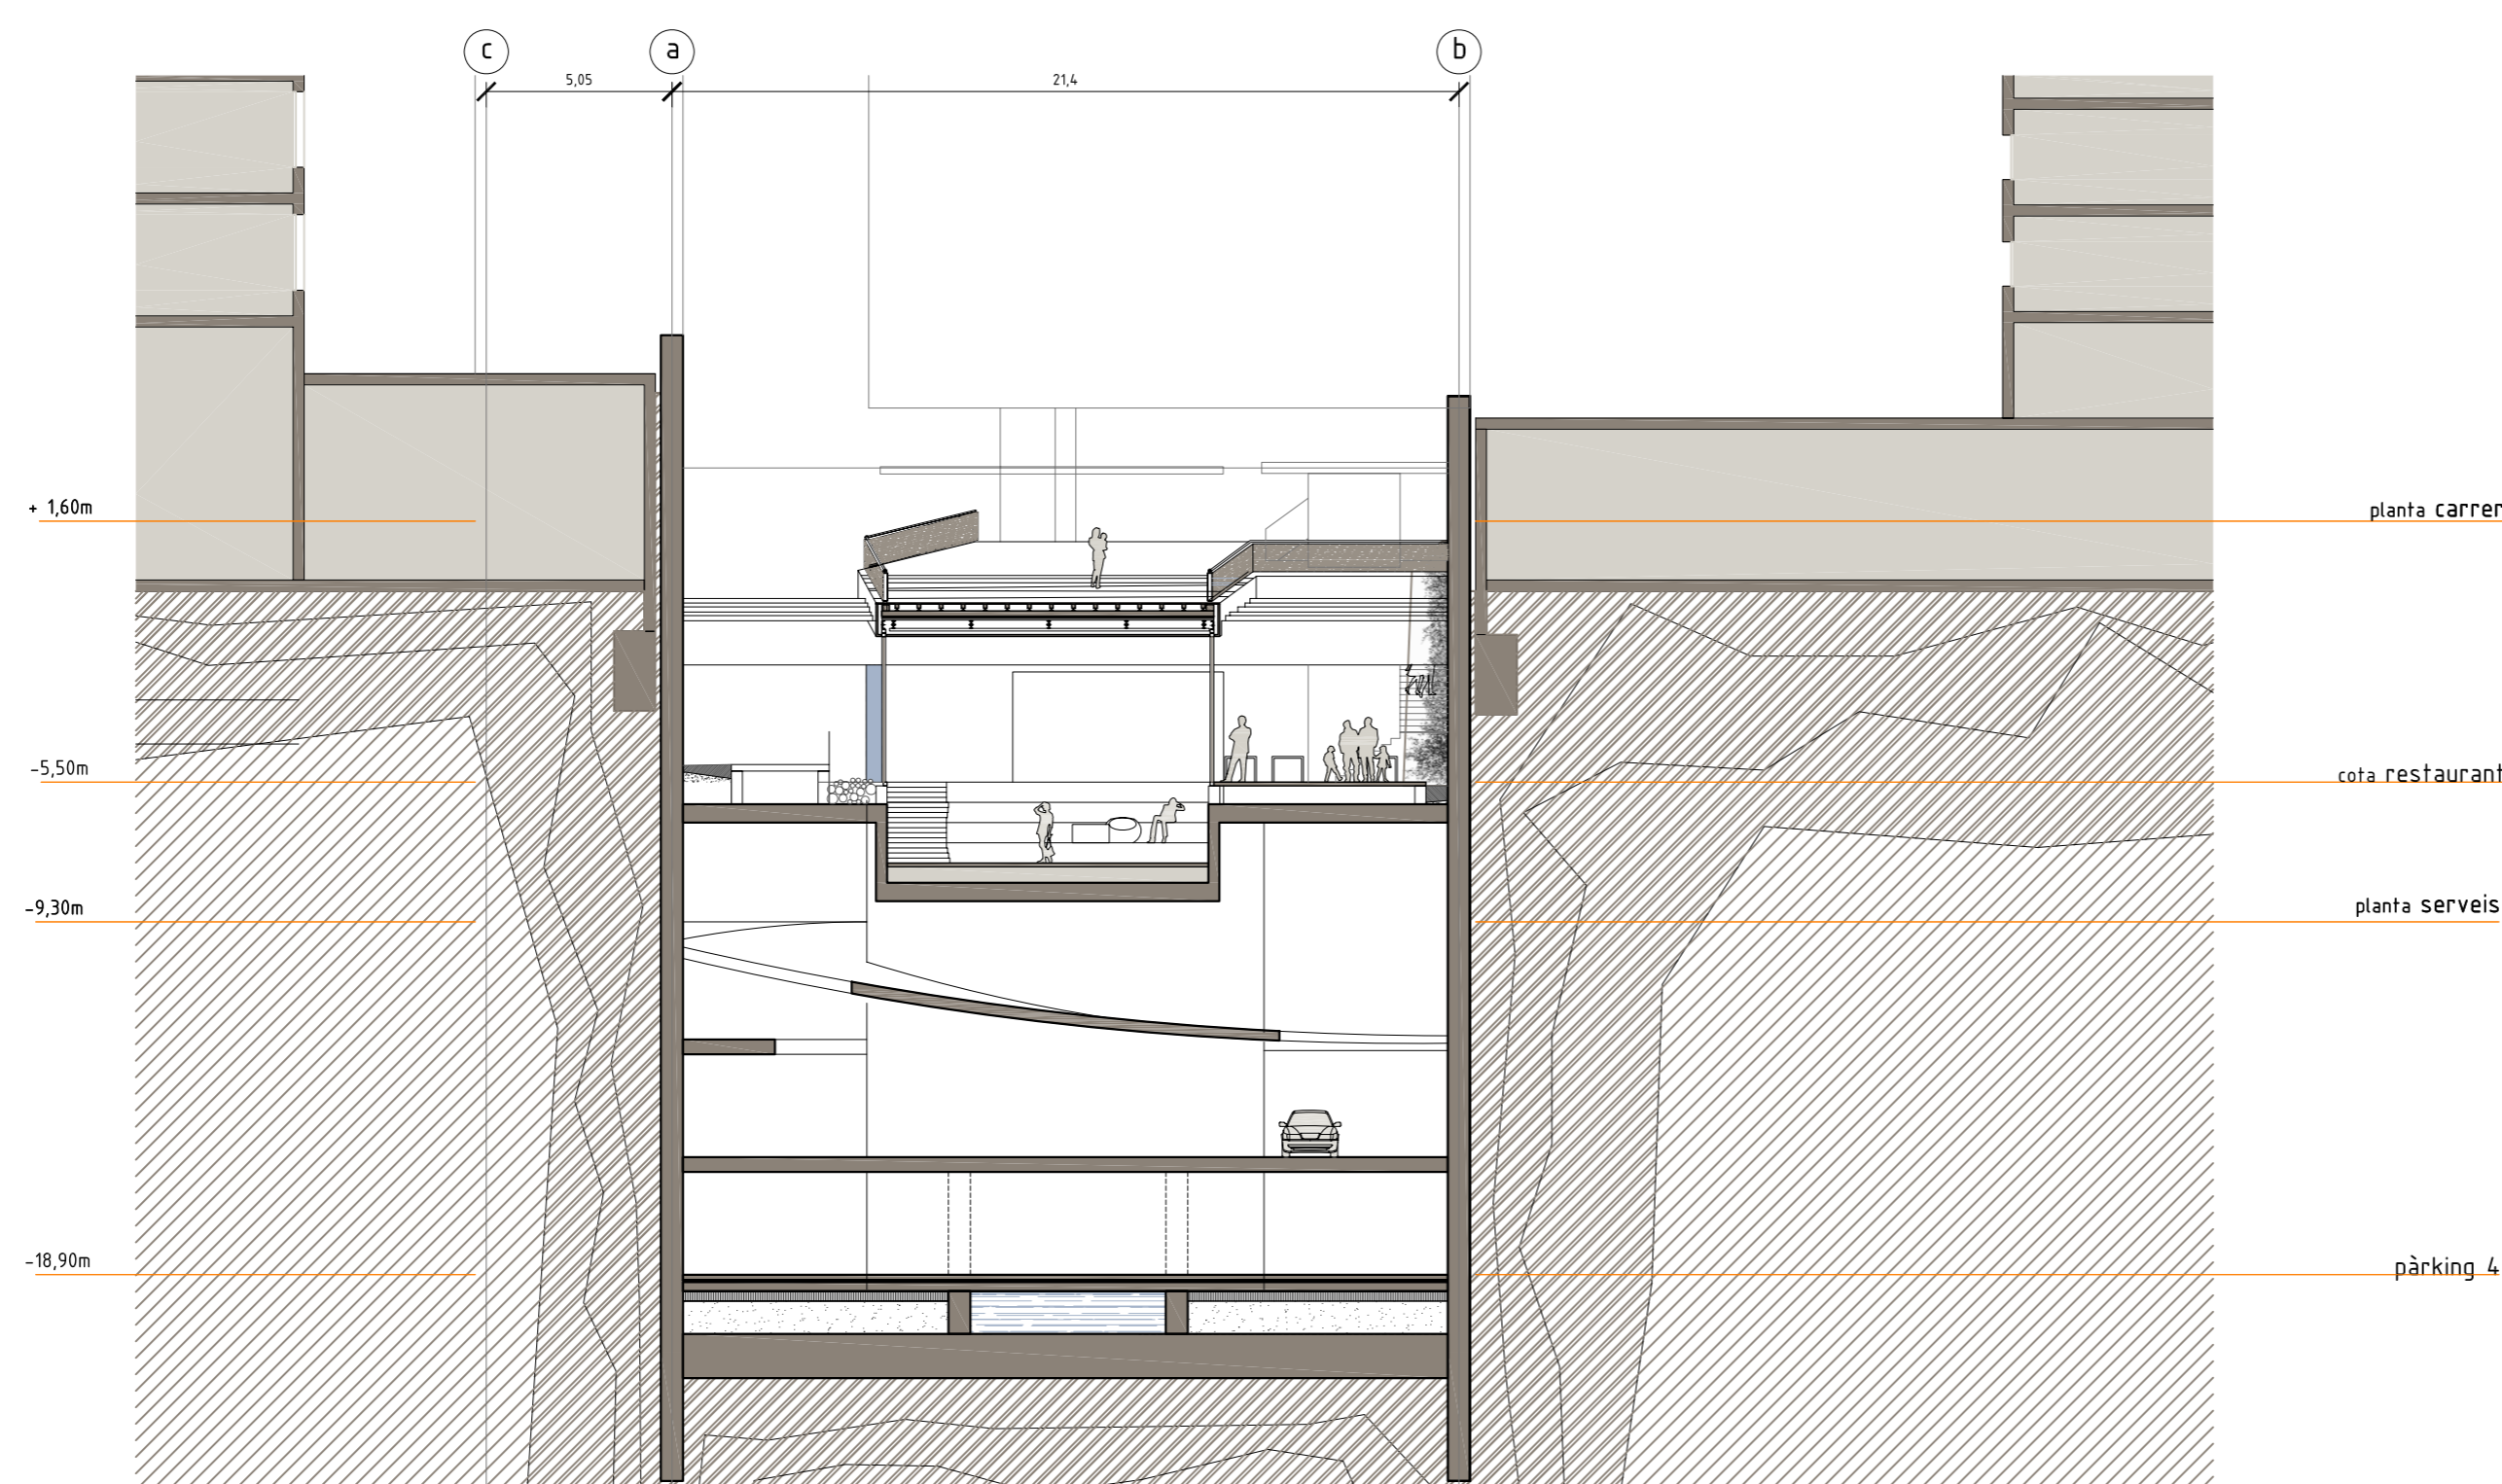 c a b
5,05 21,4
+ 1,60m planta carrer
-5,50m cota restaurant
-9,30m planta serveis
-18,90m pàrking 4